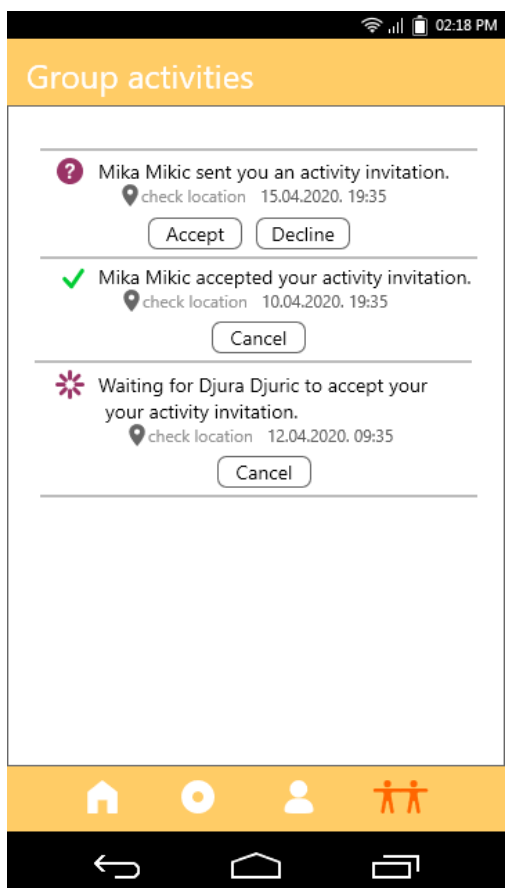 02:18 PM
Group activities
Mika Mikic sent you an activity invitation.
check location 15.04.2020. 19:35
Accept Decline
Mika Mikic accepted your activity invitation.
check location 10.04.2020. 19:35
Cancel
Waiting for Djura Djuric to accept your
your activity invitation.
check location 12.04.2020. 09:35
Cancel